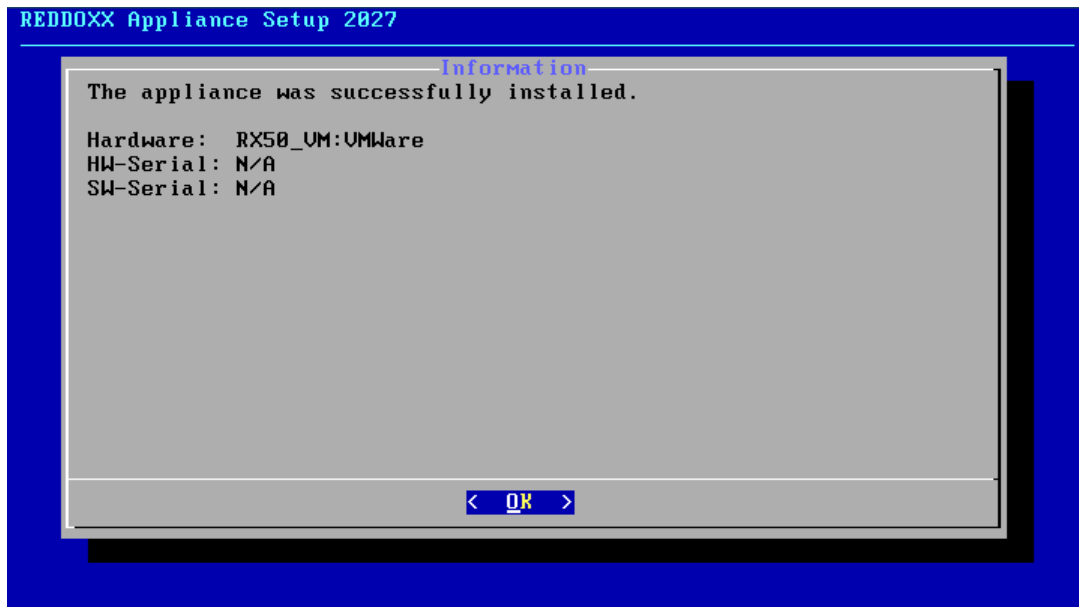 REDDOXX Appliance Setup 2027
Information
The appliance was successfully installed.
Hardware: RX50_VM:VMWare
HW-Serial: N/A
SW-Serial: N/A
< OK >